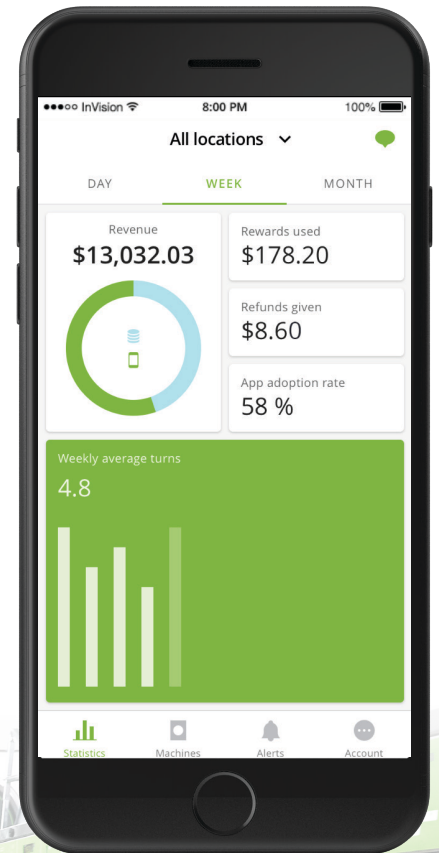 InVision 8:00 PM 100%
All locations
DAY WEEK MONTH
Revenue
$13,032.03
Rewards used
$178.20
Refunds given
$8.60
App adoption rate
58 %
Weekly average turns
4.8
Statistics Machines Alerts Account